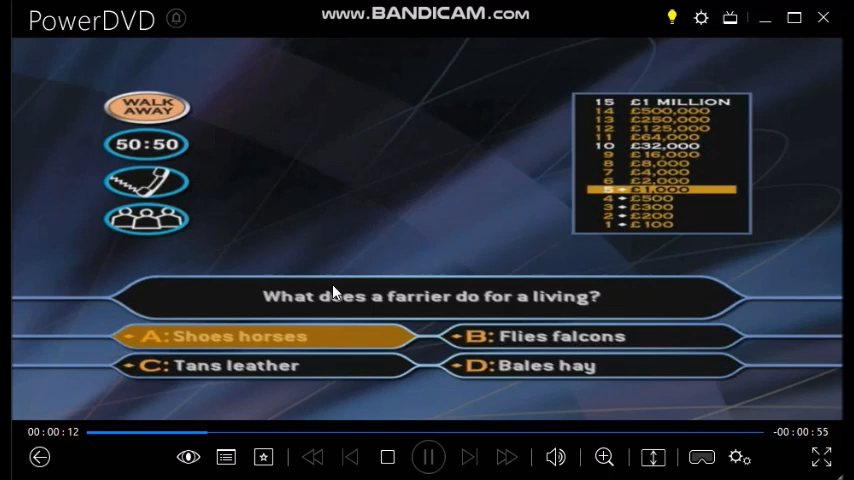 PowerDVD
www.BANDICAM.com
WALK
AWAY
50:50
15 £1 MILLION
14 £500,000
13 £250,000
12 £125,000
11 £64,000
10 £32,000
9 £16,000
8 £8,000
7 £4,000
6 £2,000
5 £1,000
4 £500
3 £300
2 £200
1 £100
What does a farrier do for a living?
A: Shoes horses
B: Flies falcons
C: Tans leather
D: Bales hay
00:00:12
-00:00:55